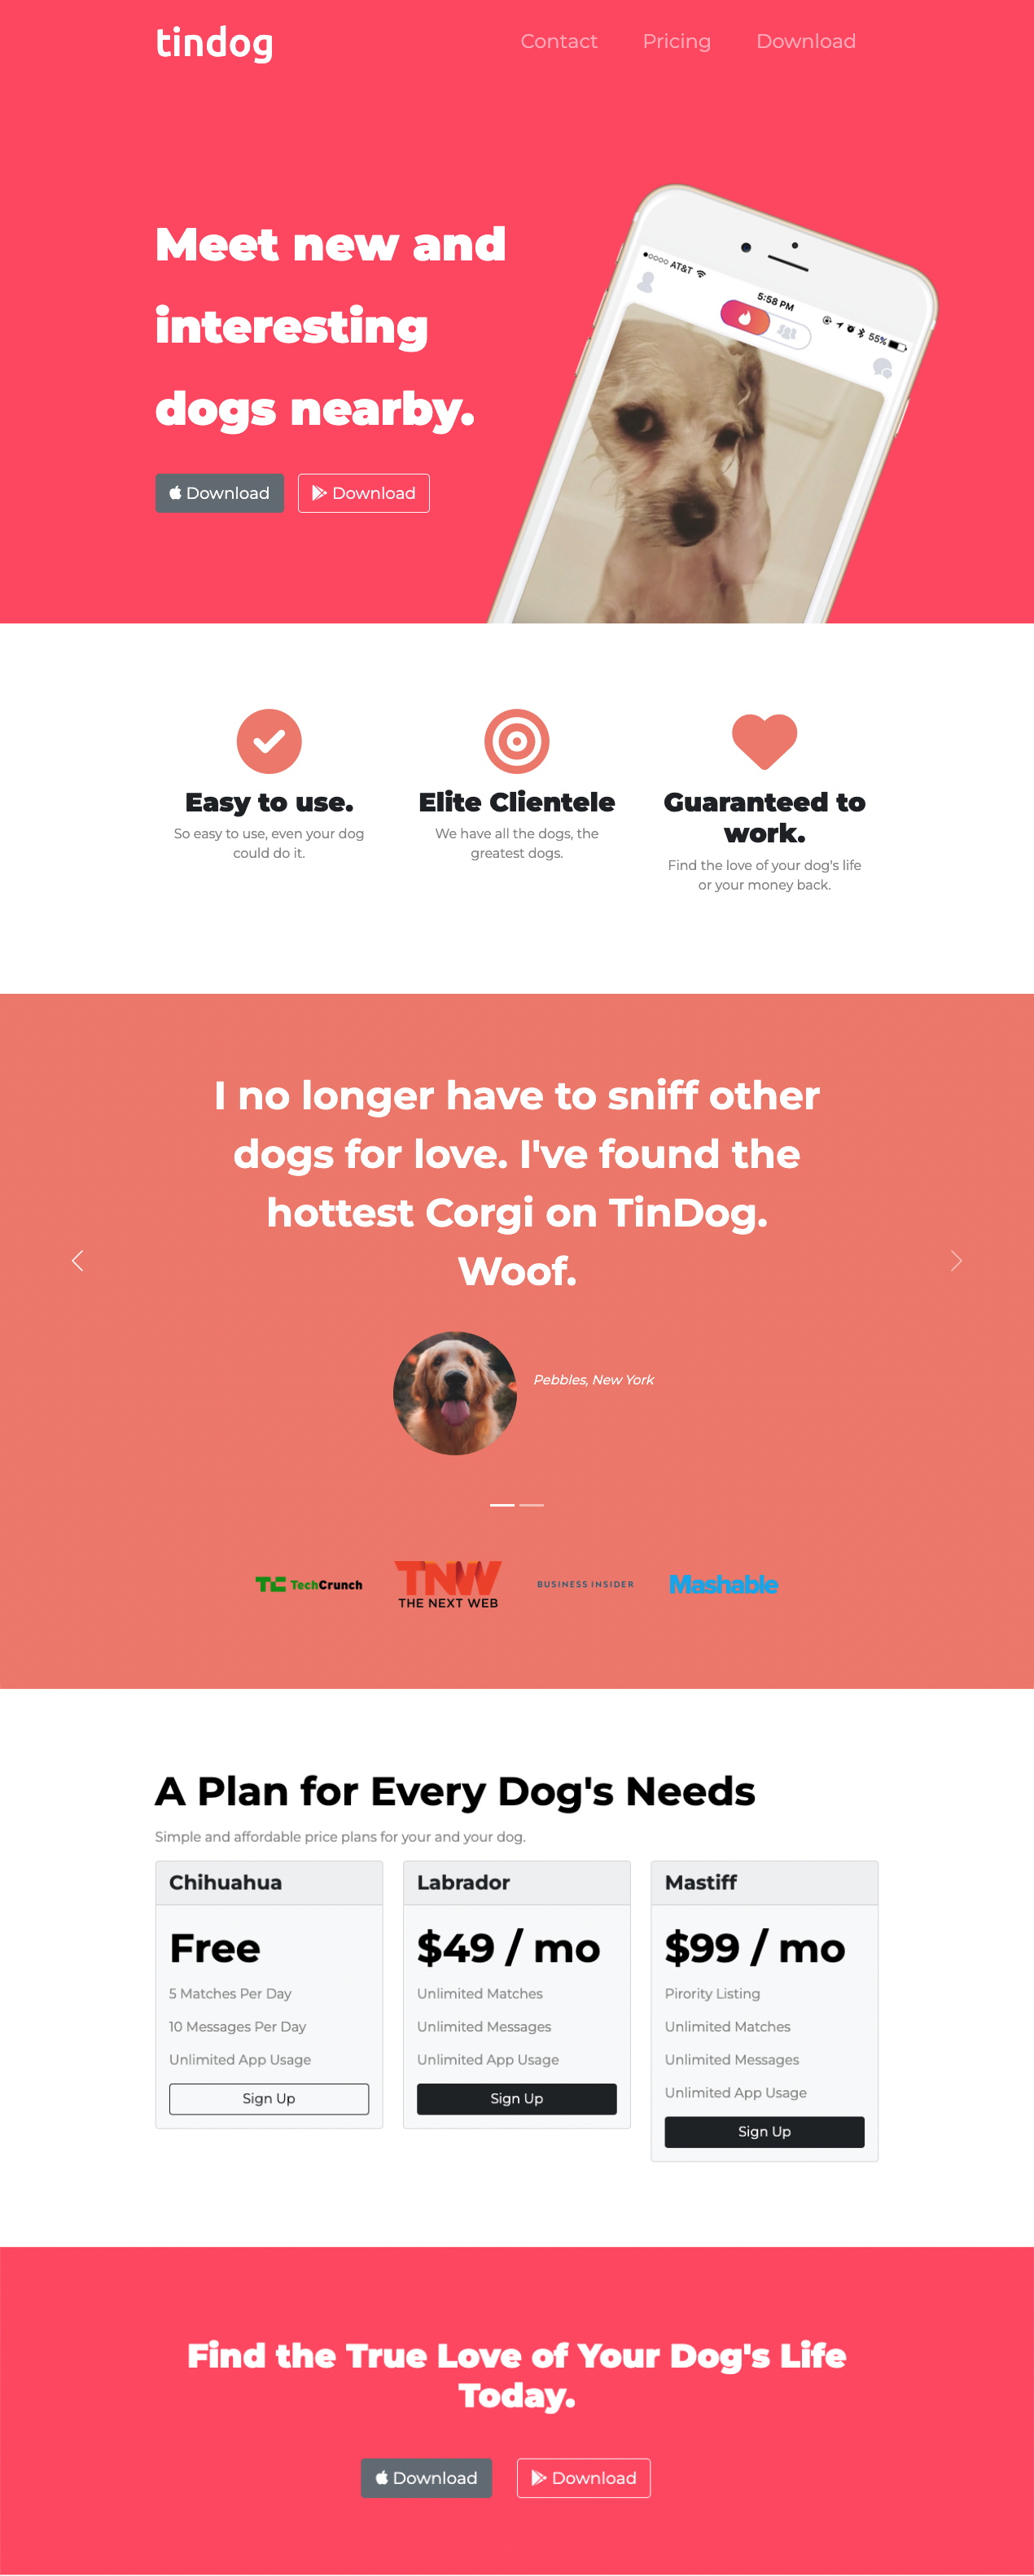 tindog
Contact Pricing Download
Meet new and
interesting
dogs nearby.
●○○○○ AT&T
5:58 PM
55%
Download
Download
Easy to use.
So easy to use, even your dog
could do it.
Elite Clientele
We have all the dogs, the
greatest dogs.
Guaranteed to
work.
Find the love of your dog's life
or your money back.
I no longer have to sniff other
dogs for love. I've found the
hottest Corgi on TinDog.
Woof.
Pebbles, New York
TC TechCrunch
TNW
THE NEXT WEB
BUSINESS INSIDER
Mashable
A Plan for Every Dog's Needs
Simple and affordable price plans for your and your dog.
Chihuahua
Free
5 Matches Per Day
10 Messages Per Day
Unlimited App Usage
Sign Up
Labrador
$49 / mo
Unlimited Matches
Unlimited Messages
Unlimited App Usage
Sign Up
Mastiff
$99 / mo
Pirority Listing
Unlimited Matches
Unlimited Messages
Unlimited App Usage
Sign Up
Find the True Love of Your Dog's Life
Today.
Download
Download